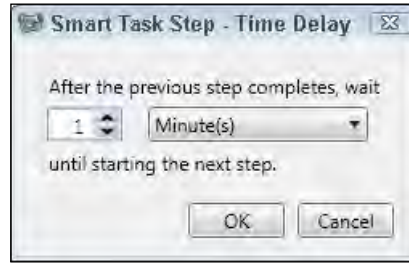 Smart Task Step - Time Delay
After the previous step completes, wait
1 Minute(s)
until starting the next step.
OK Cancel